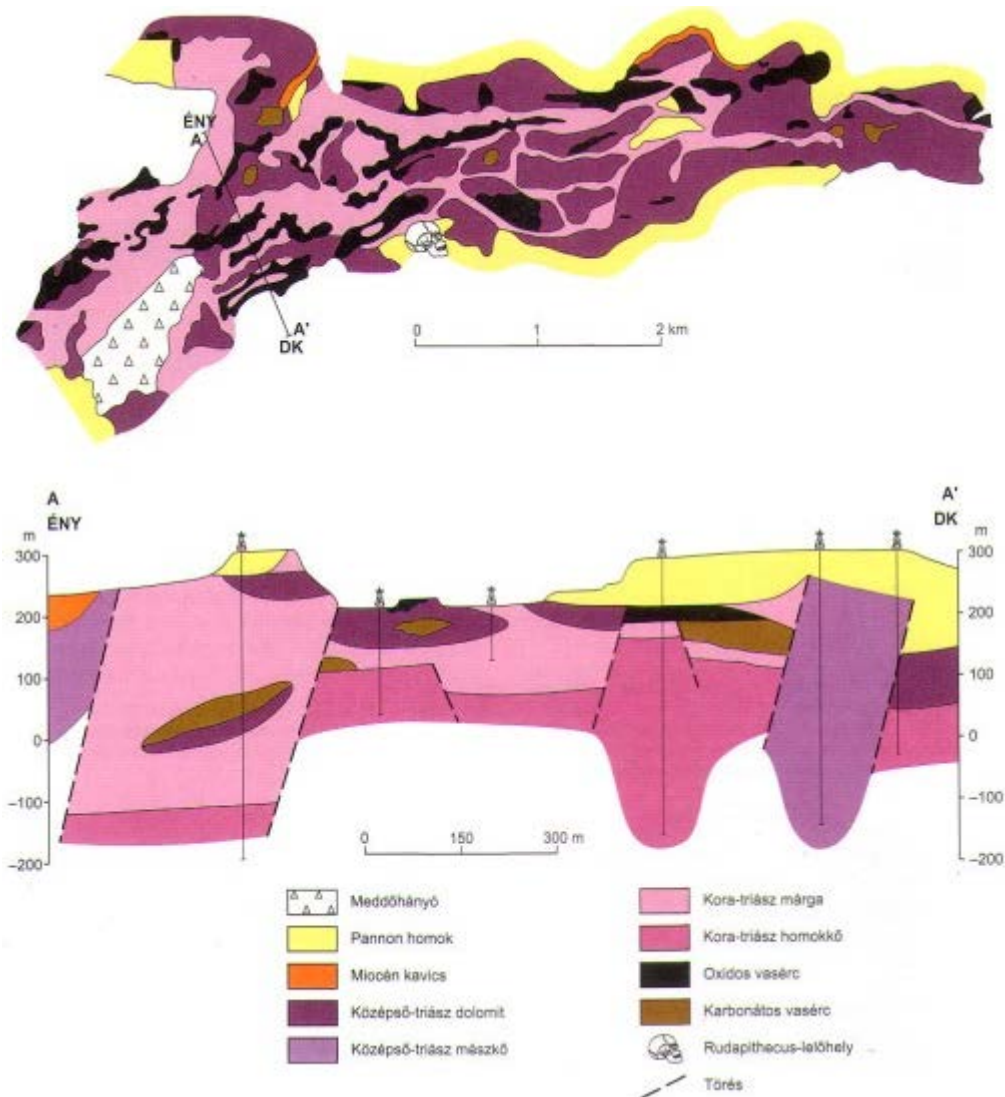 ÉNY
A
A'
DK
0 1 2 km
A
ÉNY
A'
DK
m
300
200
100
0
−100
−200
m
300
200
100
0
−100
−200
0 150 300 m
Meddőhányó
Pannon homok
Miocén kavics
Középső-triász dolomit
Középső-triász mészkő
Kora-triász márga
Kora-triász homokkő
Oxidos vasérc
Karbonátos vasérc
Rudapithecus-lelőhely
Törés